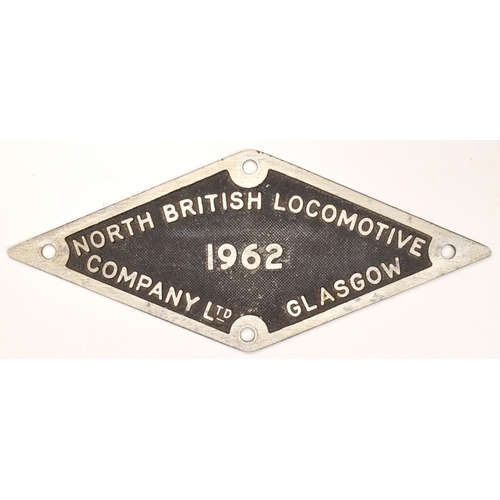 NORTH BRITISH LOCOMOTIVE
1962
COMPANY LTD GLASGOW